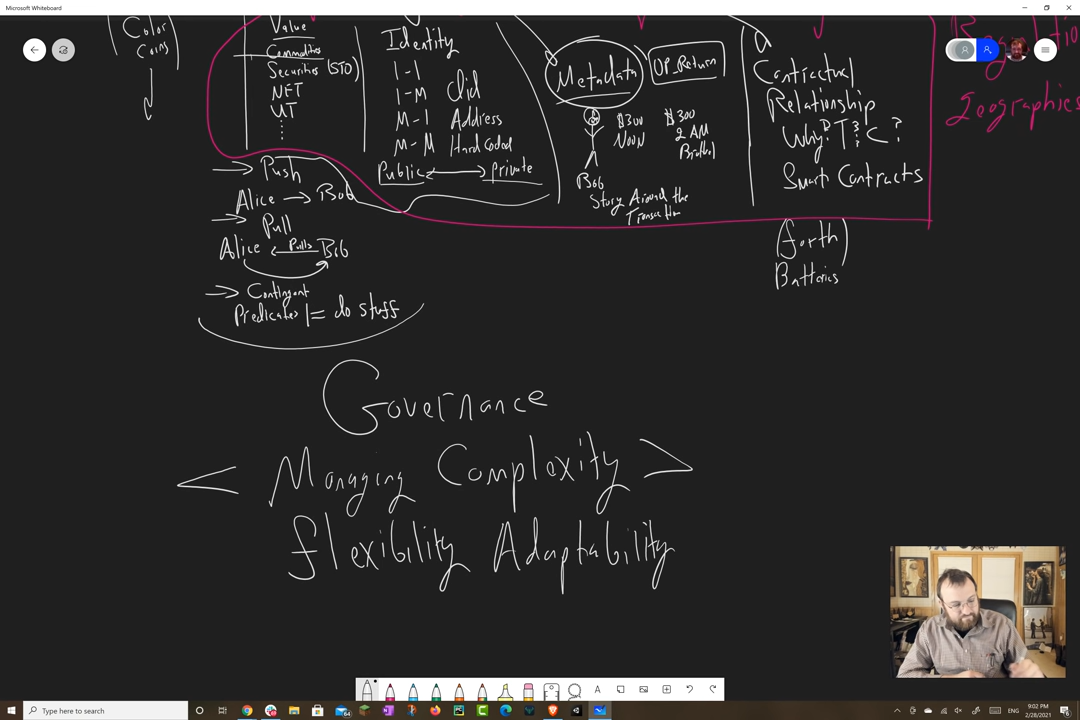 Microsoft Whiteboard
Color
Coins
Value
Commodities
Securities (STO)
NFT
UT
Identity
1-1
1-M Did
M-1 Address
M-M Hardcoded
Public private
Metadata
OP_Return
$300
Noon
$300
2 AM
Brothel
Bob
Story Around the
Transaction
Contractual
Relationship
Why? T ? C ?
Smart Contracts
Geographies
Push
Alice → Bob
Pull
Alice Pulls Bob
Contingent
Predicates |= do stuff
(forth)
Batteries
Governance
Managing Complexity
flexibility Adaptability
Type here to search
64
ENG
9:02 PM
2/28/2021